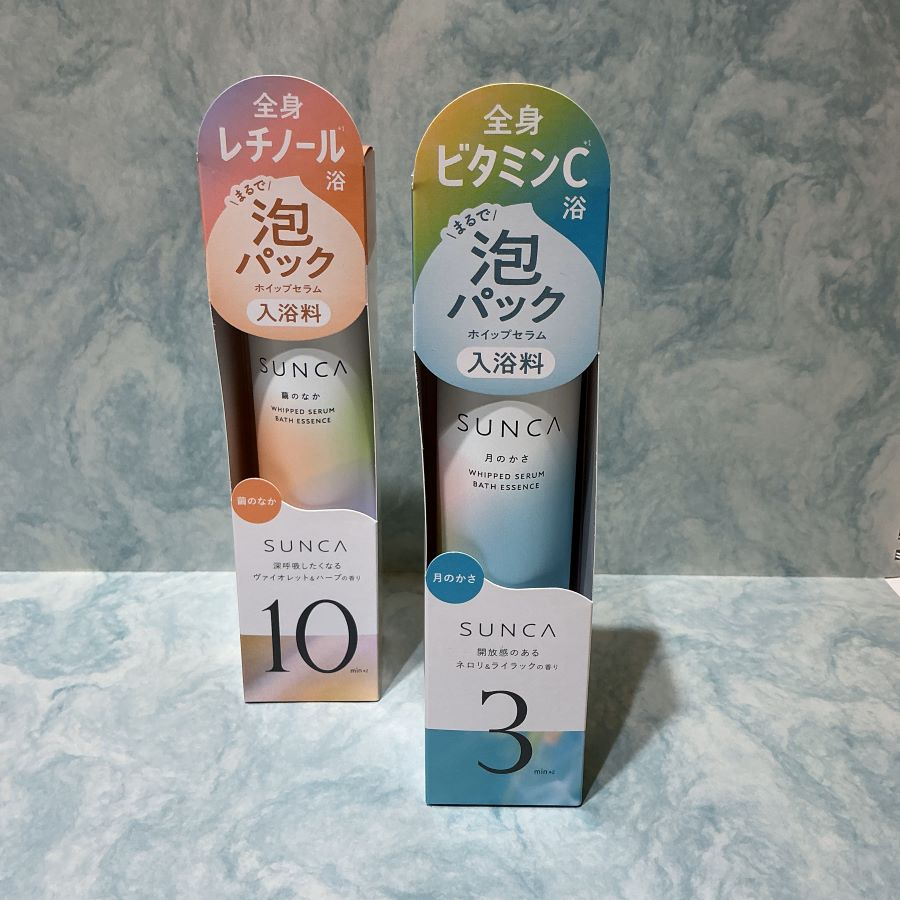 全身
レチノール*1
浴
\まるで/
泡
パック
ホイップセラム
入浴料
SUNCA
繭のなか
WHIPPED SERUM
BATH ESSENCE
繭のなか
SUNCA
深呼吸したくなる
ヴァイオレット&ハーブの香り
10
min※2
全身
ビタミンC*1
浴
\まるで/
泡
パック
ホイップセラム
入浴料
SUNCA
月のかさ
WHIPPED SERUM
BATH ESSENCE
月のかさ
SUNCA
開放感のある
ネロリ&ライラックの香り
3
min※2